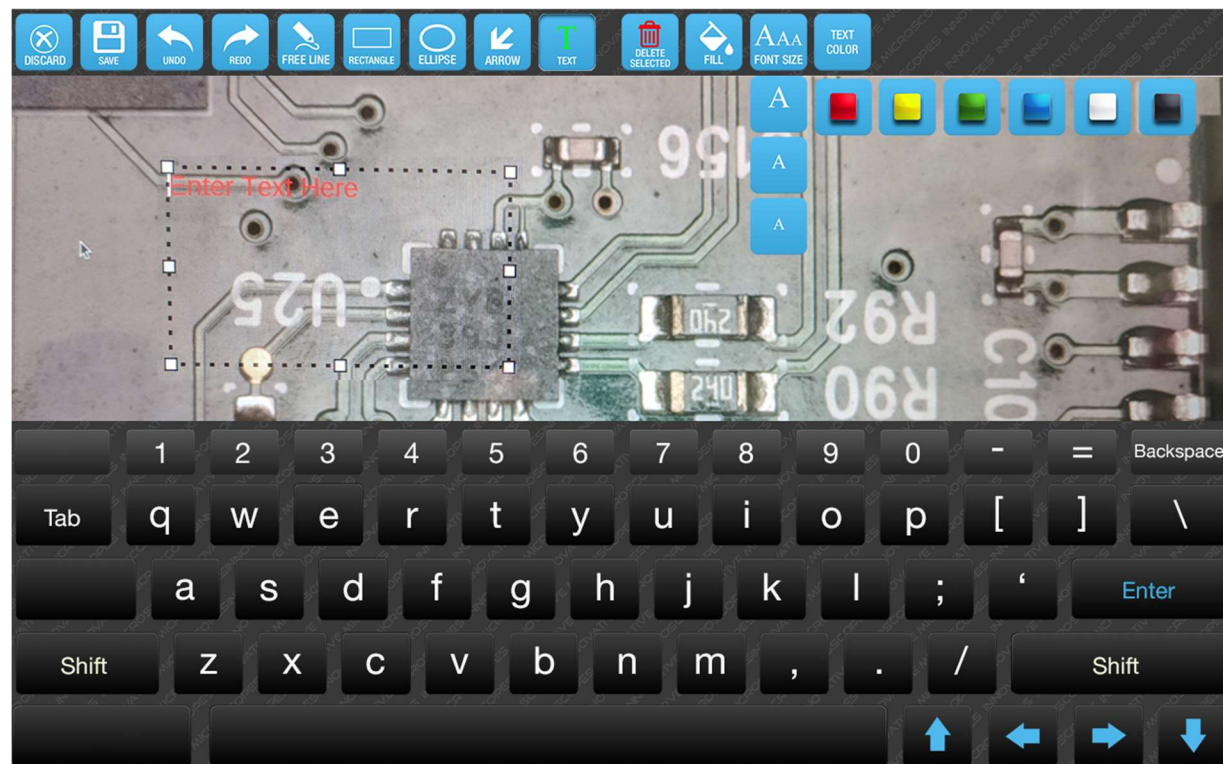 DISCARD
SAVE
UNDO
REDO
FREE LINE
RECTANGLE
ELLIPSE
ARROW
T
TEXT
DELETE
SELECTED
FILL
AAA
FONT SIZE
TEXT
COLOR
A
A
A
Enter Text Here
U25
240
R92
240
R90
1 2 3 4 5 6 7 8 9 0 - = Backspace
Tab q w e r t y u i o p [ ] \
a s d f g h j k l ; ‘ Enter
Shift z x c v b n m , . / Shift